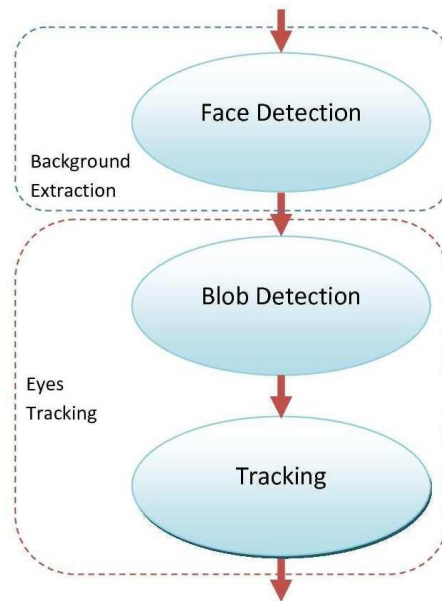 Face Detection
Background
Extraction
Blob Detection
Eyes
Tracking
Tracking